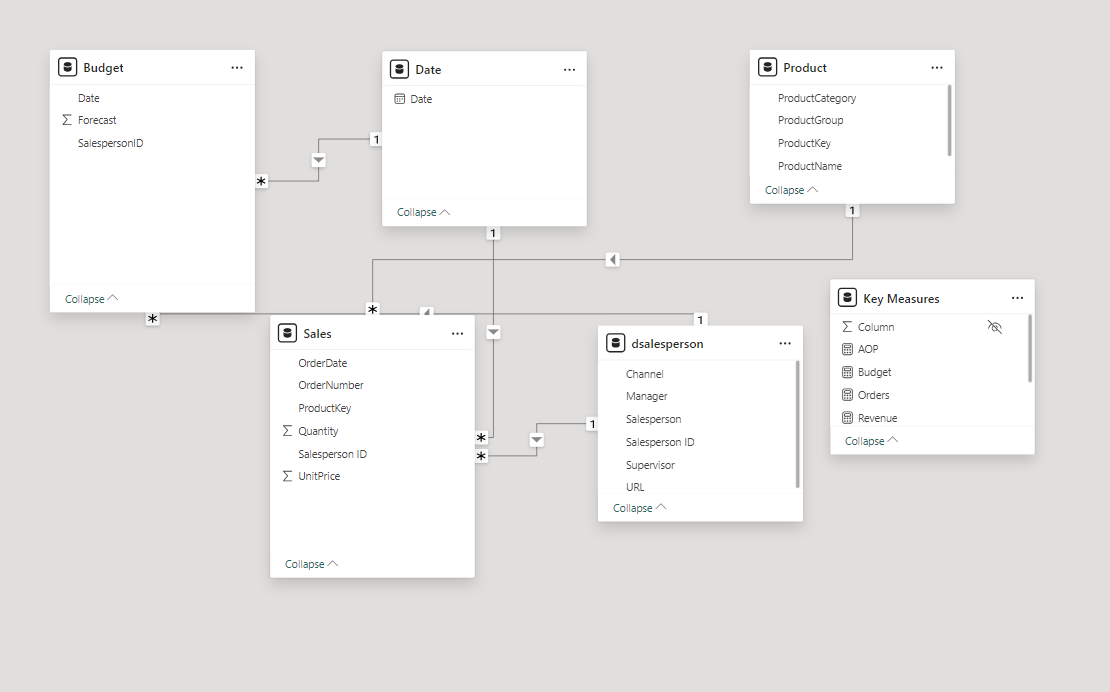 Budget
Date
Forecast
SalespersonID
Collapse
*
*
Date
Date
Collapse
1
1
Product
ProductCategory
ProductGroup
ProductKey
ProductName
Collapse
1
Sales
OrderDate
OrderNumber
ProductKey
Quantity
Salesperson ID
UnitPrice
Collapse
*
*
*
dsalesperson
Channel
Manager
Salesperson
Salesperson ID
Supervisor
URL
Collapse
1
1
Key Measures
Column
AOP
Budget
Orders
Revenue
Collapse